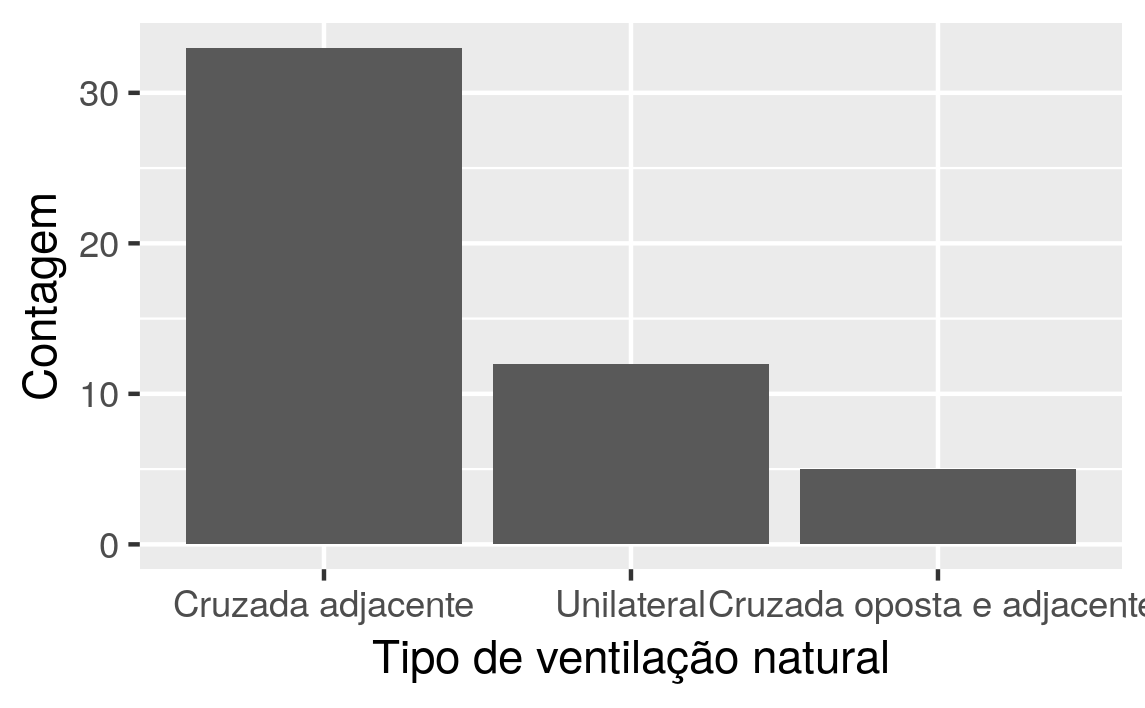 Contagem
30
20
10
0
Cruzada adjacente
Unilateral
Cruzada oposta e adjacente
Tipo de ventilação natural